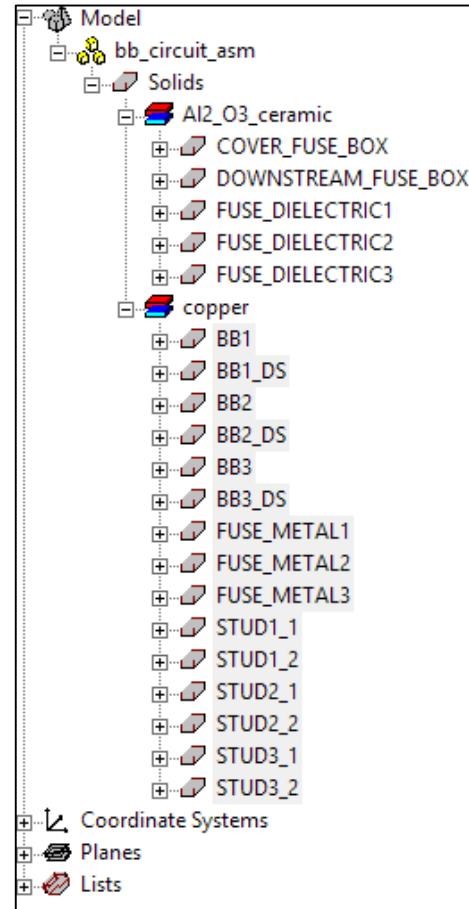 Model
bb_circuit_asm
Solids
Al2_O3_ceramic
COVER_FUSE_BOX
DOWNSTREAM_FUSE_BOX
FUSE_DIELECTRIC1
FUSE_DIELECTRIC2
FUSE_DIELECTRIC3
copper
BB1
BB1_DS
BB2
BB2_DS
BB3
BB3_DS
FUSE_METAL1
FUSE_METAL2
FUSE_METAL3
STUD1_1
STUD1_2
STUD2_1
STUD2_2
STUD3_1
STUD3_2
Coordinate Systems
Planes
Lists